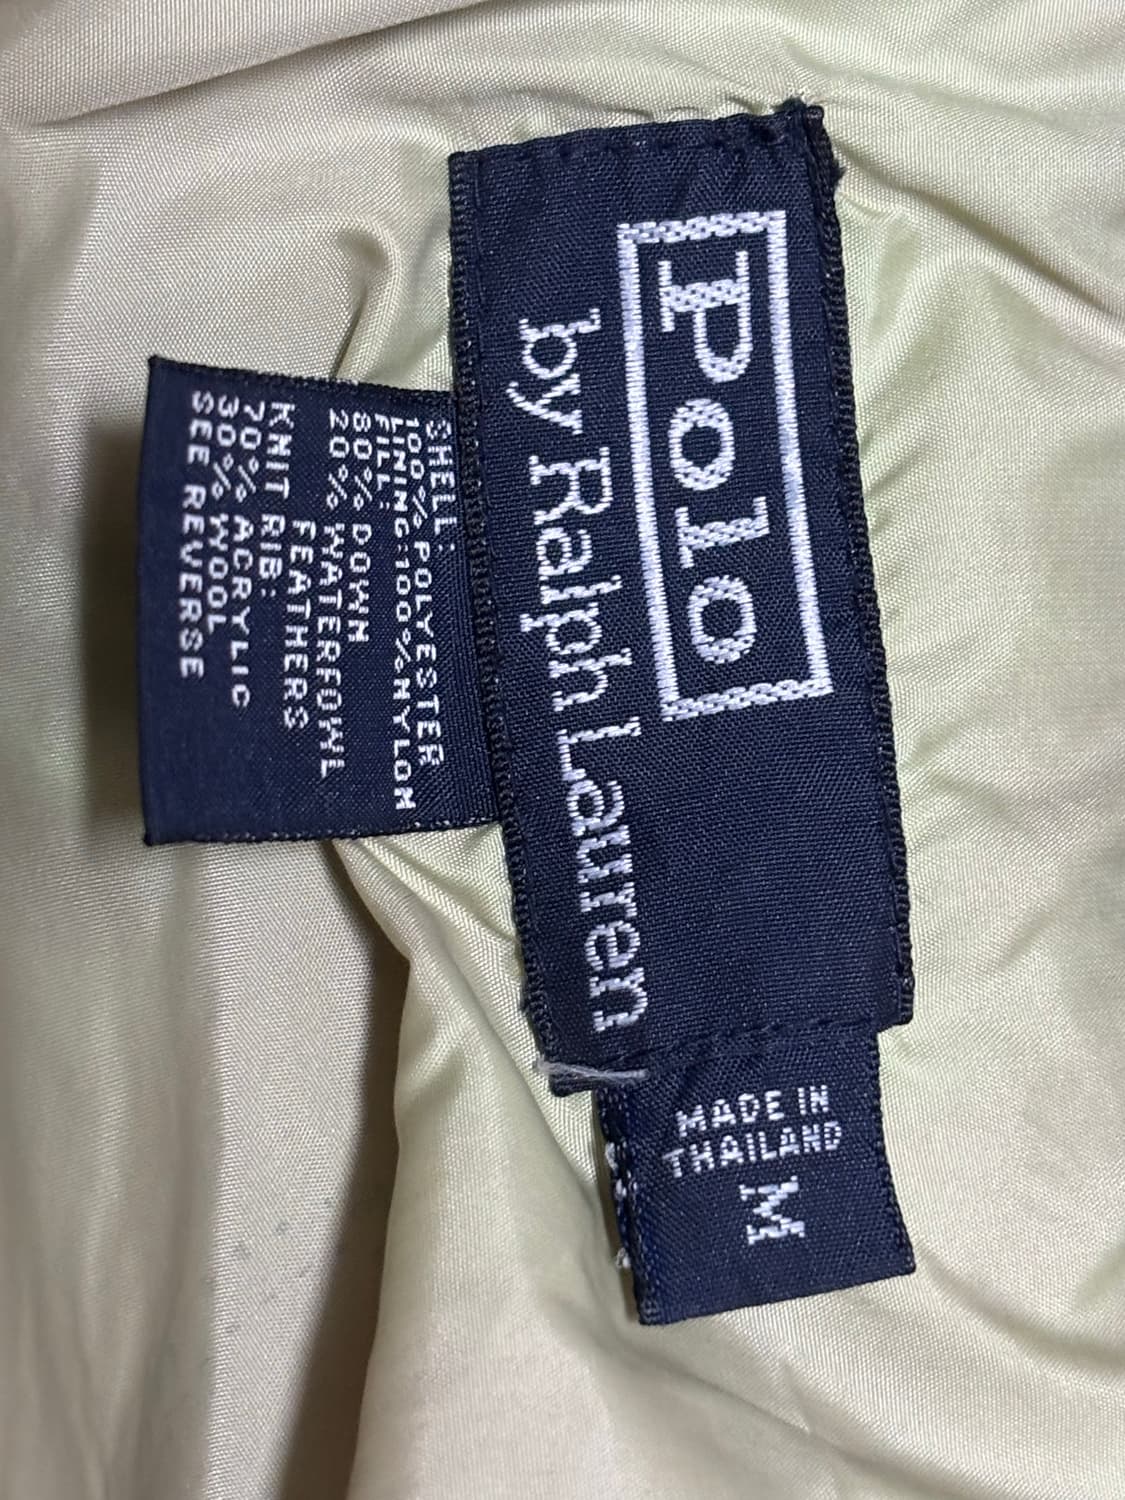 Polo
by Ralph Lauren
MADE IN
THAILAND
M
SHELL:
100% POLYESTER
LINING:100%NYLON
FILL:
80% DOWN
20% WATERFOWL
FEATHERS
KNIT RIB:
70% ACRYLIC
30% WOOL
SEE REVERSE